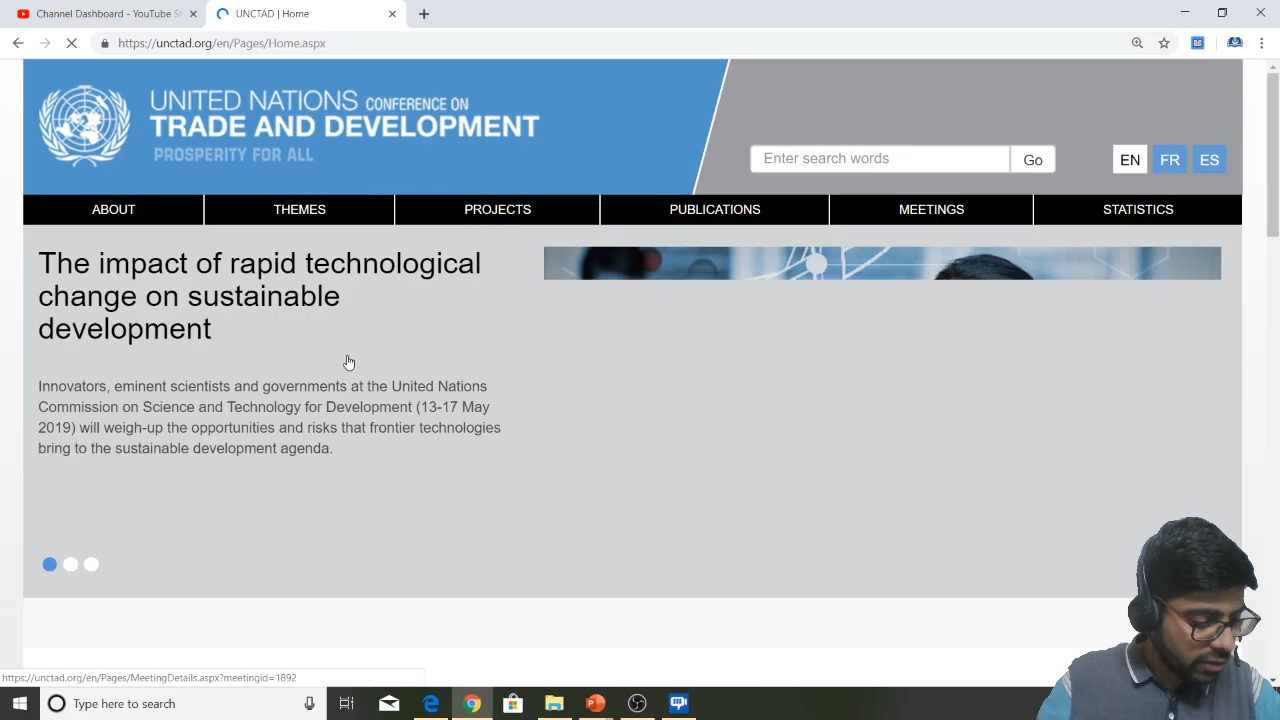 Channel Dashboard - YouTube S
UNCTAD | Home
https://unctad.org/en/Pages/Home.aspx
UNITED NATIONS CONFERENCE ON
TRADE AND DEVELOPMENT
PROSPERITY FOR ALL
Enter search words
Go
EN
FR
ES
ABOUT
THEMES
PROJECTS
PUBLICATIONS
MEETINGS
STATISTICS
The impact of rapid technological
change on sustainable
development
Innovators, eminent scientists and governments at the United Nations
Commission on Science and Technology for Development (13-17 May
2019) will weigh-up the opportunities and risks that frontier technologies
bring to the sustainable development agenda.
https://unctad.org/en/Pages/MeetingDetails.aspx?meetingid=1892
Type here to search